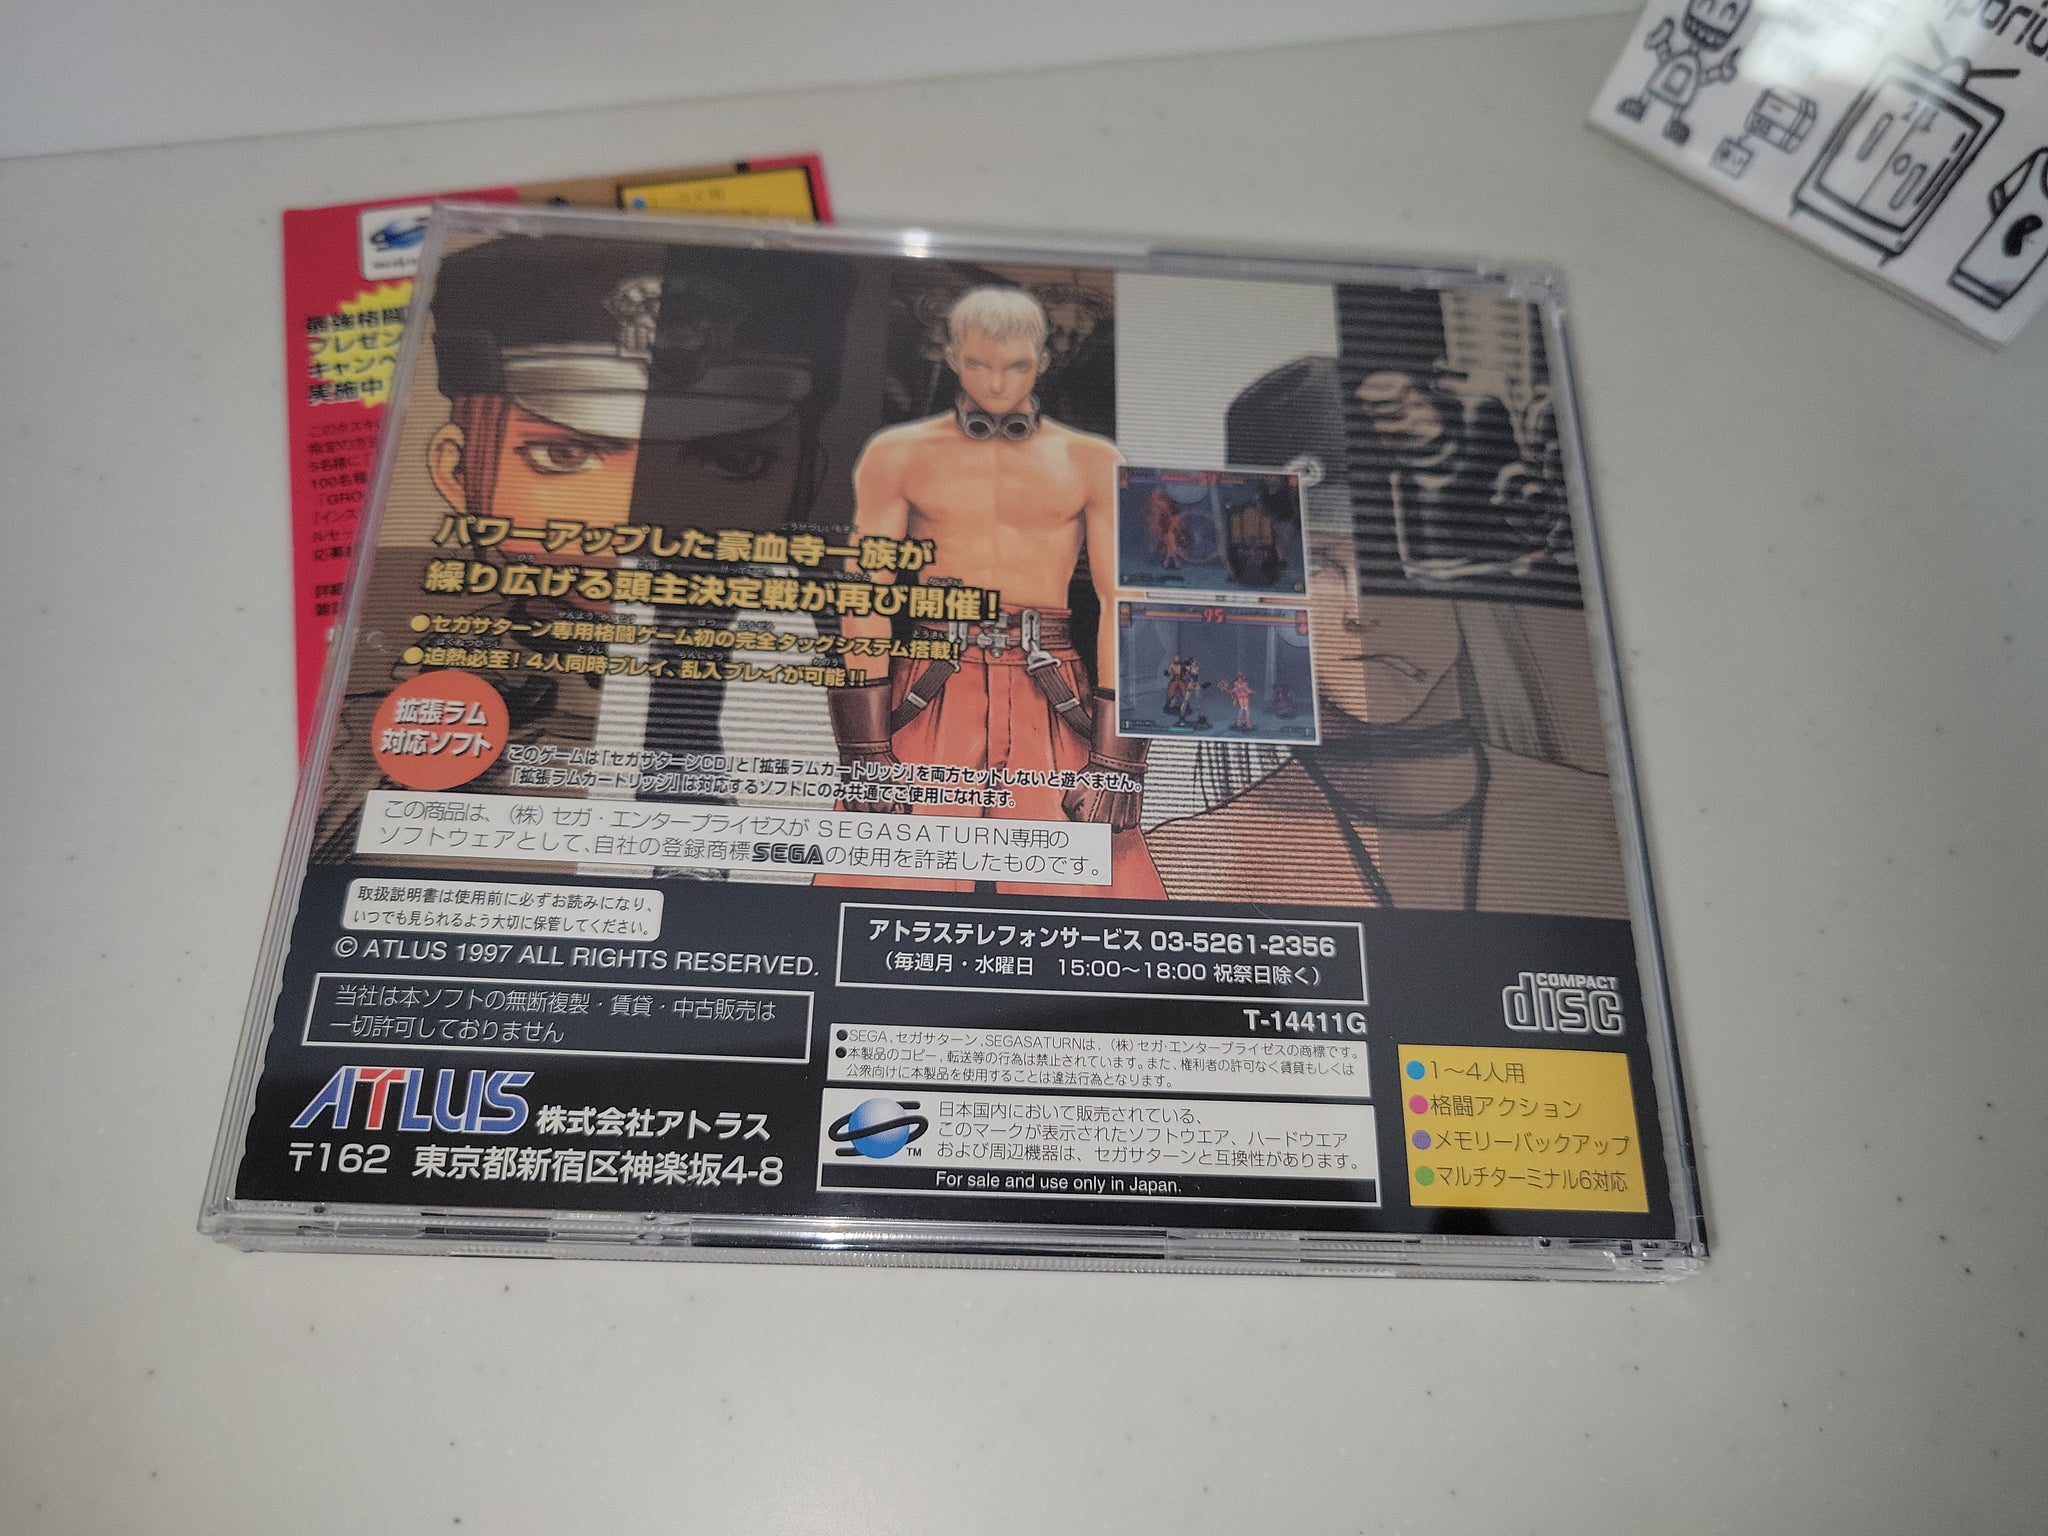 最強格闘
プレゼン
キャンペ
実施中
パワーアップした豪血寺一族が
繰り広げる頭主決定戦が再び開催!
●セガサターン専用格闘ゲーム初の完全タッグシステム搭載!
●迫熱必至!4人同時プレイ、乱入プレイが可能!!
拡張ラム
対応ソフト
このゲームは「セガサターンCD」と「拡張ラムカートリッジ」を両方セットしないと遊べません。
「拡張ラムカートリッジ」は対応するソフトにのみ共通でご使用になれます。
この商品は、(株)セガ・エンタープライゼスが SEGASATURN専用の
ソフトウェアとして、自社の登録商標SEGAの使用を許諾したものです。
取扱説明書は使用前に必ずお読みになり、
いつでも見られるよう大切に保管してください。
© ATLUS 1997 ALL RIGHTS RESERVED.
当社は本ソフトの無断複製・賃貸・中古販売は
一切許可しておりません
ATLUS 株式会社アトラス
〒162 東京都新宿区神楽坂4-8
アトラステレフォンサービス 03-5261-2356
(毎週月・水曜日 15:00〜18:00 祝祭日除く)
T-14411G
●SEGA、セガサターン、SEGASATURNは、(株)セガ・エンタープライゼスの商標です。
●本製品のコピー、転送等の行為は禁止されています。また、権利者の許可なく賃貸もしくは
公衆向けに本製品を使用することは違法行為となります。
TM
日本国内において販売されている、
このマークが表示されたソフトウエア、ハードウエア
および周辺機器は、セガサターンと互換性があります。
For sale and use only in Japan.
COMPACT
disc
●1〜4人用
●格闘アクション
●メモリーバックアップ
●マルチターミナル6対応